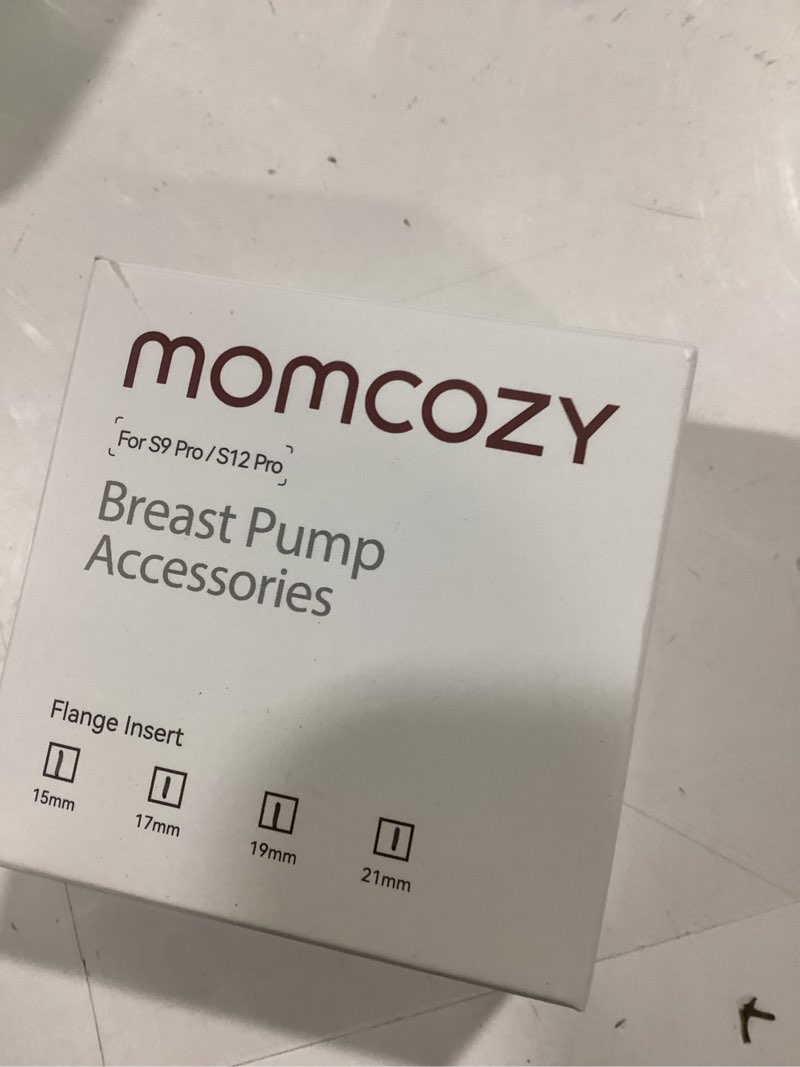 momcozy
For S9 Pro / S12 Pro
Breast Pump
Accessories
Flange Insert
15mm
17mm
19mm
21mm